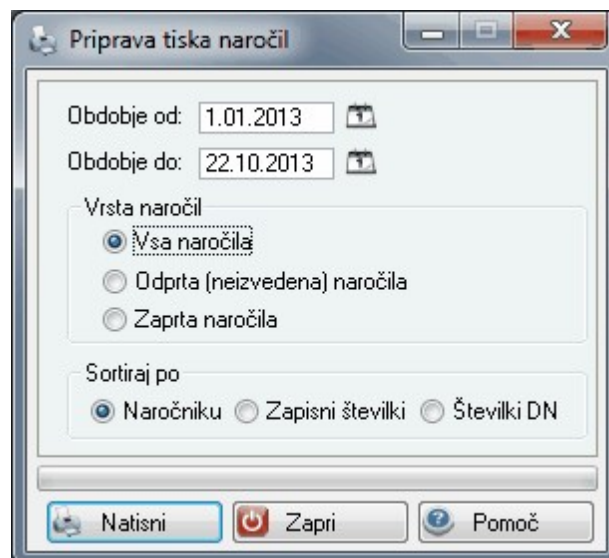 Priprava tiska naročil
Obdobje od: 1.01.2013
Obdobje do: 22.10.2013
Vrsta naročil
Vsa naročila
Odprta (neizvedena) naročila
Zaprta naročila
Sortiraj po
Naročniku Zapisni številki Številki DN
Natisni Zapri Pomoč